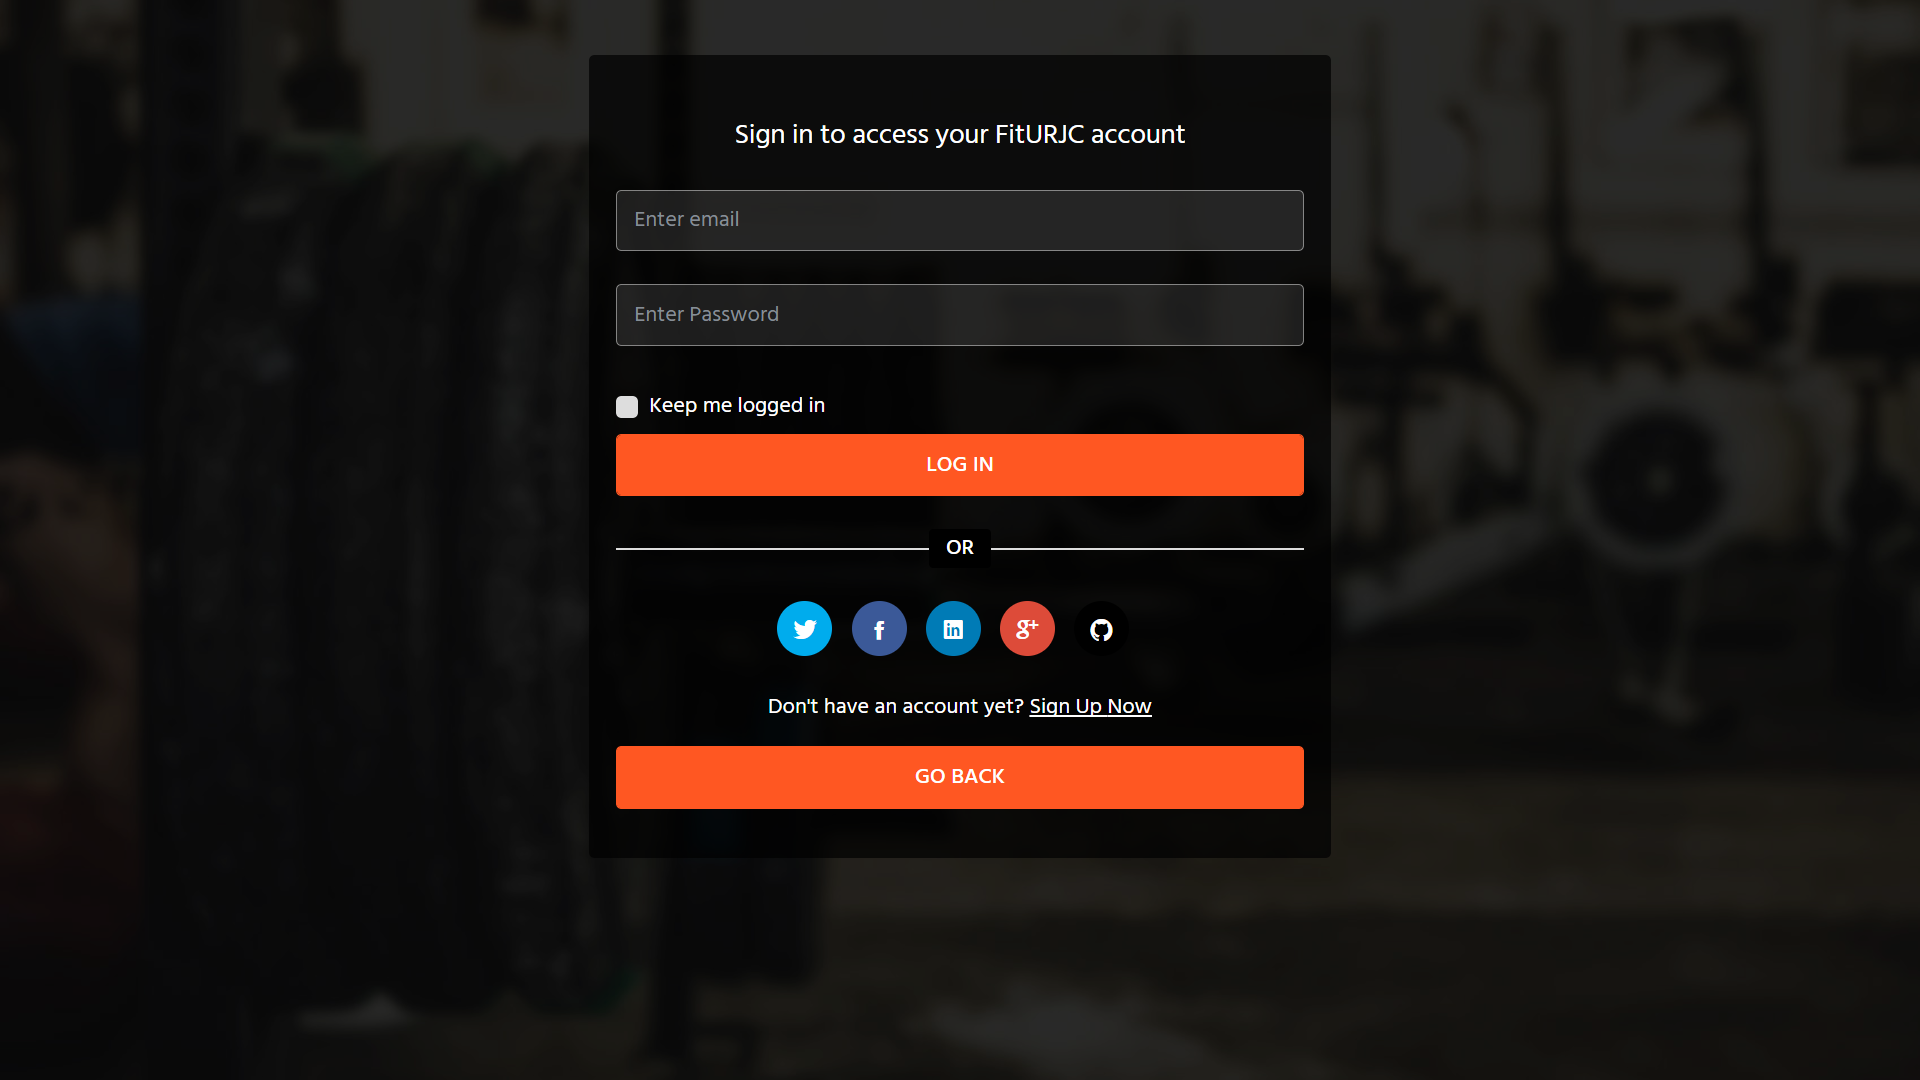 Sign in to access your FitURJC account
Enter email
Enter Password
Keep me logged in
LOG IN
OR
Don't have an account yet? Sign Up Now
GO BACK